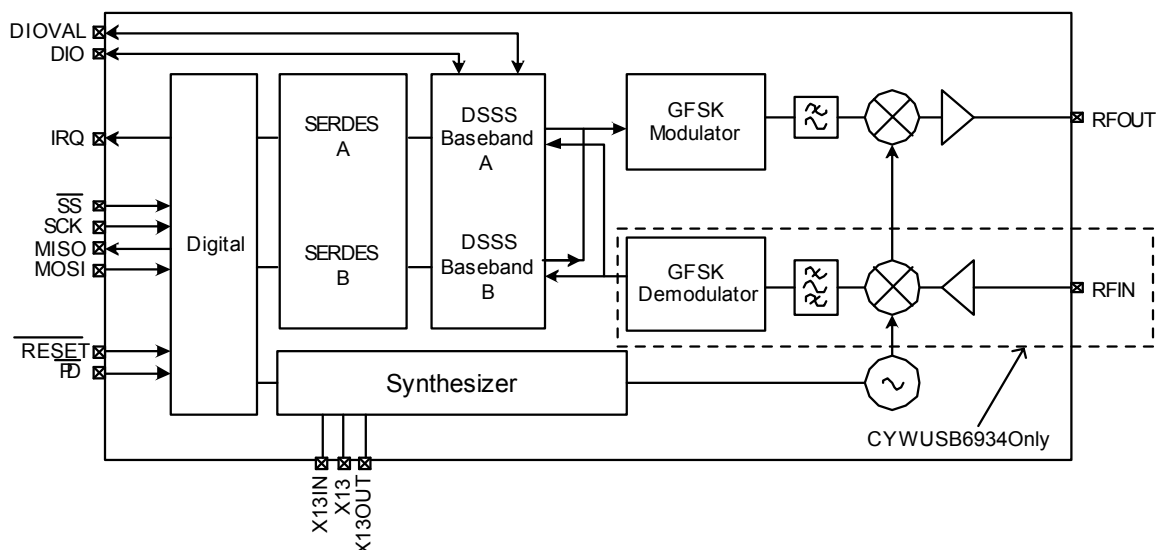 DIOVAL
DIO
IRQ
SS
SCK
MISO
MOSI
RESET
PD
Digital
SERDES
A
SERDES
B
DSSS
Baseband
A
DSSS
Baseband
B
GFSK
Modulator
GFSK
Demodulator
RFOUT
RFIN
Synthesizer
CYWUSB6934Only
X13IN
X13
X13OUT